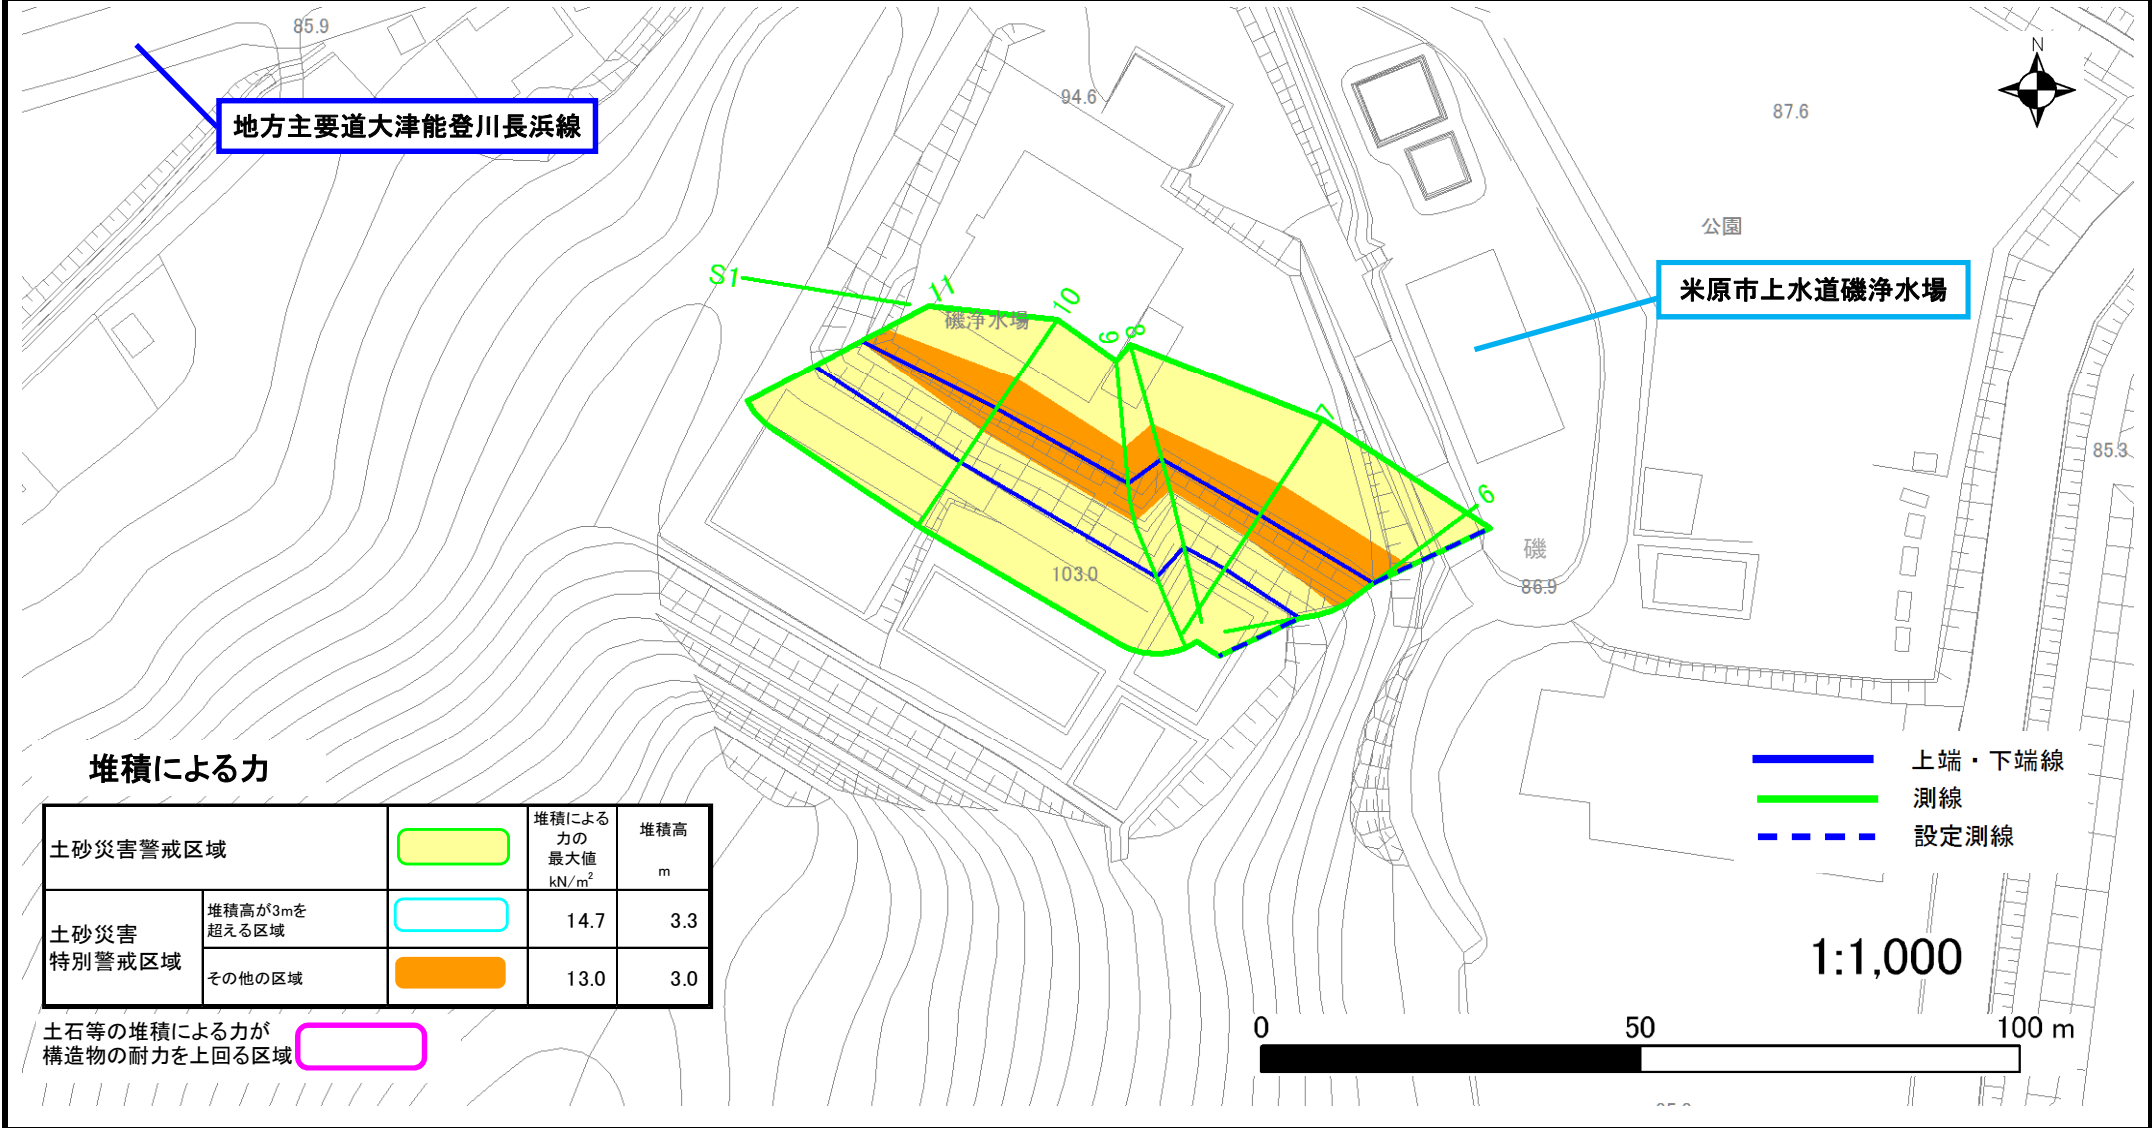 85.9
地方主要道大津能登川長浜線
94.6
N
87.6
公園
米原市上水道磯浄水場
S1
11
10
9
8
7
6
磯浄水場
85.3
磯
86.9
103.0
堆積による力
土砂災害警戒区域
堆積による
力の
最大値
kN/m²
堆積高
m
土砂災害
特別警戒区域
堆積高が3mを
超える区域
14.7
3.3
その他の区域
13.0
3.0
土石等の堆積による力が
構造物の耐力を上回る区域
上端・下端線
測線
設定測線
1:1,000
0
50
100 m